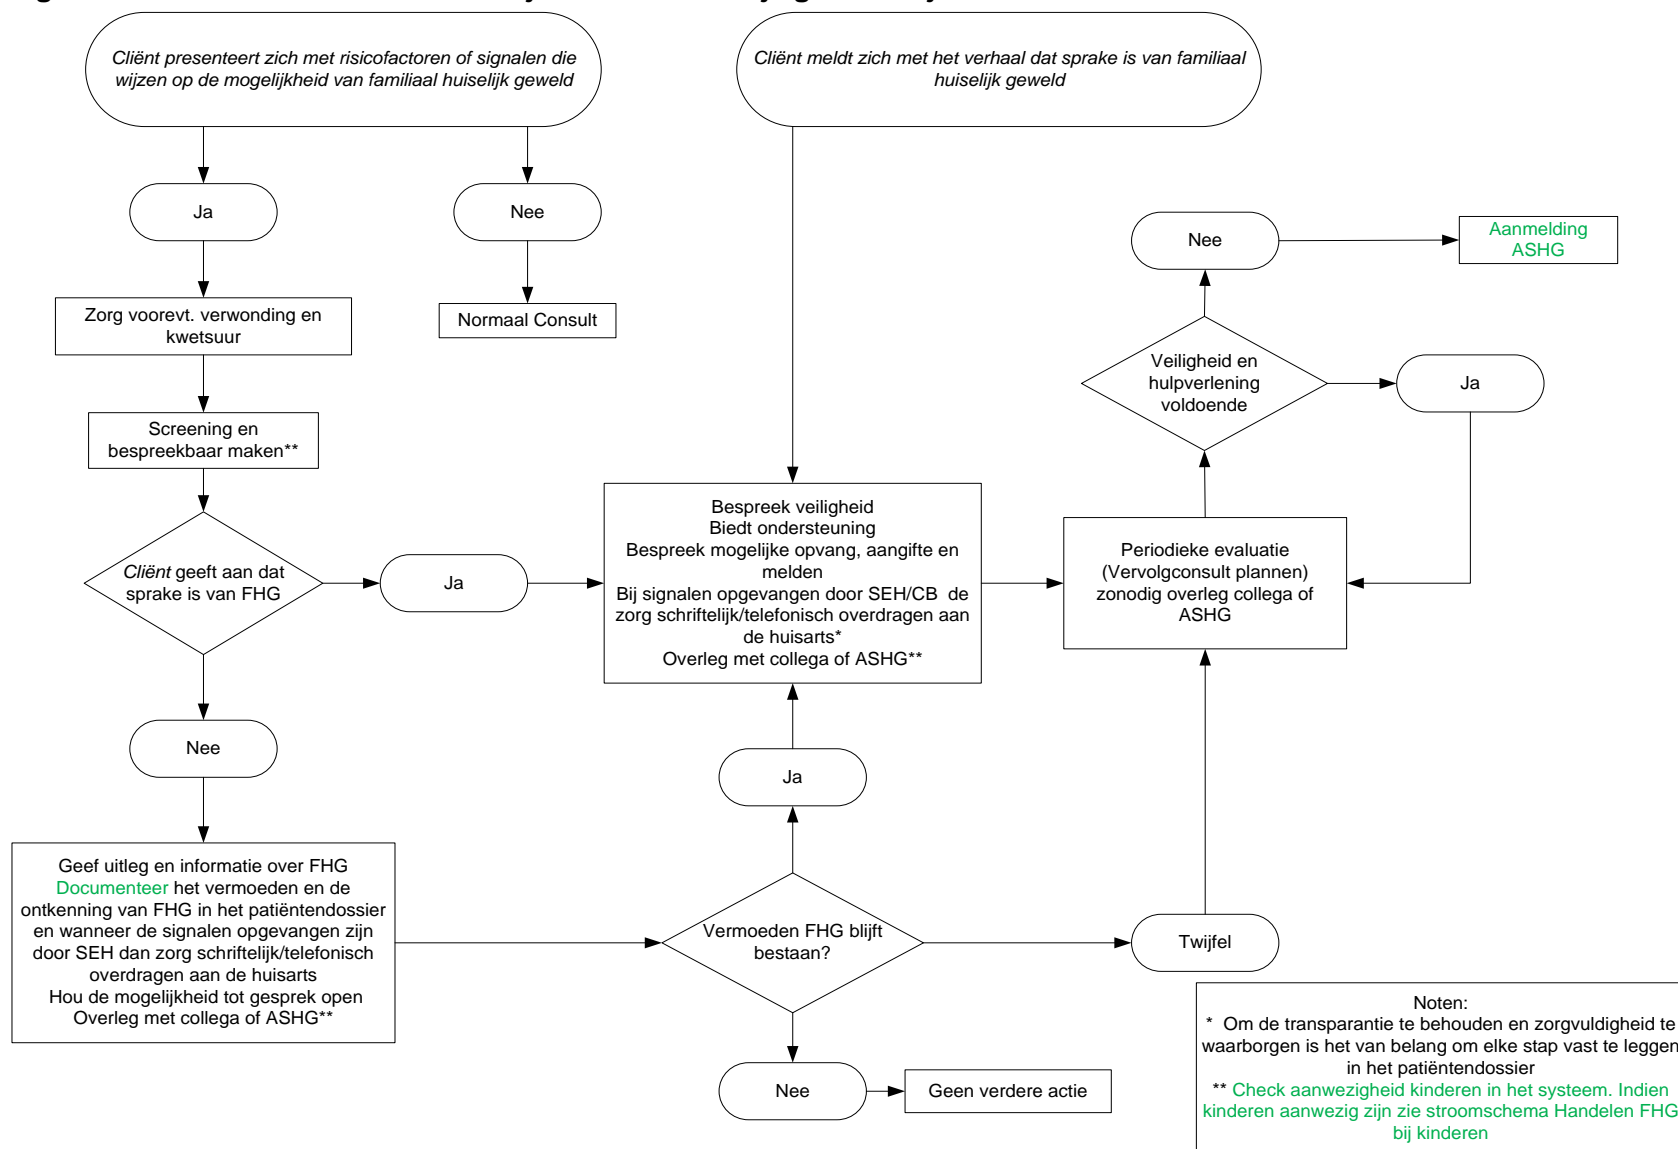 Cliënt presenteert zich met risicofactoren of signalen die
wijzen op de mogelijkheid van familiaal huiselijk geweld
Cliënt meldt zich met het verhaal dat sprake is van familiaal
huiselijk geweld
Ja
Nee
Nee
Aanmelding
ASHG
Zorg voorevt. verwonding en
kwetsuur
Normaal Consult
Veiligheid en
hulpverlening
voldoende
Ja
Screening en
bespreekbaar maken**
Cliënt geeft aan dat
sprake is van FHG
Ja
Bespreek veiligheid
Biedt ondersteuning
Bespreek mogelijke opvang, aangifte en
melden
Bij signalen opgevangen door SEH/CB de
zorg schriftelijk/telefonisch overdragen aan
de huisarts*
Overleg met collega of ASHG**
Periodieke evaluatie
(Vervolgconsult plannen)
zonodig overleg collega of
ASHG
Nee
Ja
Geef uitleg en informatie over FHG
Documenteer het vermoeden en de
ontkenning van FHG in het patiëntendossier
en wanneer de signalen opgevangen zijn
door SEH dan zorg schriftelijk/telefonisch
overdragen aan de huisarts
Hou de mogelijkheid tot gesprek open
Overleg met collega of ASHG**
Vermoeden FHG blijft
bestaan?
Twijfel
Nee
Geen verdere actie
Noten:
* Om de transparantie te behouden en zorgvuldigheid te
waarborgen is het van belang om elke stap vast te leggen
in het patiëntendossier
** Check aanwezigheid kinderen in het systeem. Indien
kinderen aanwezig zijn zie stroomschema Handelen FHG
bij kinderen